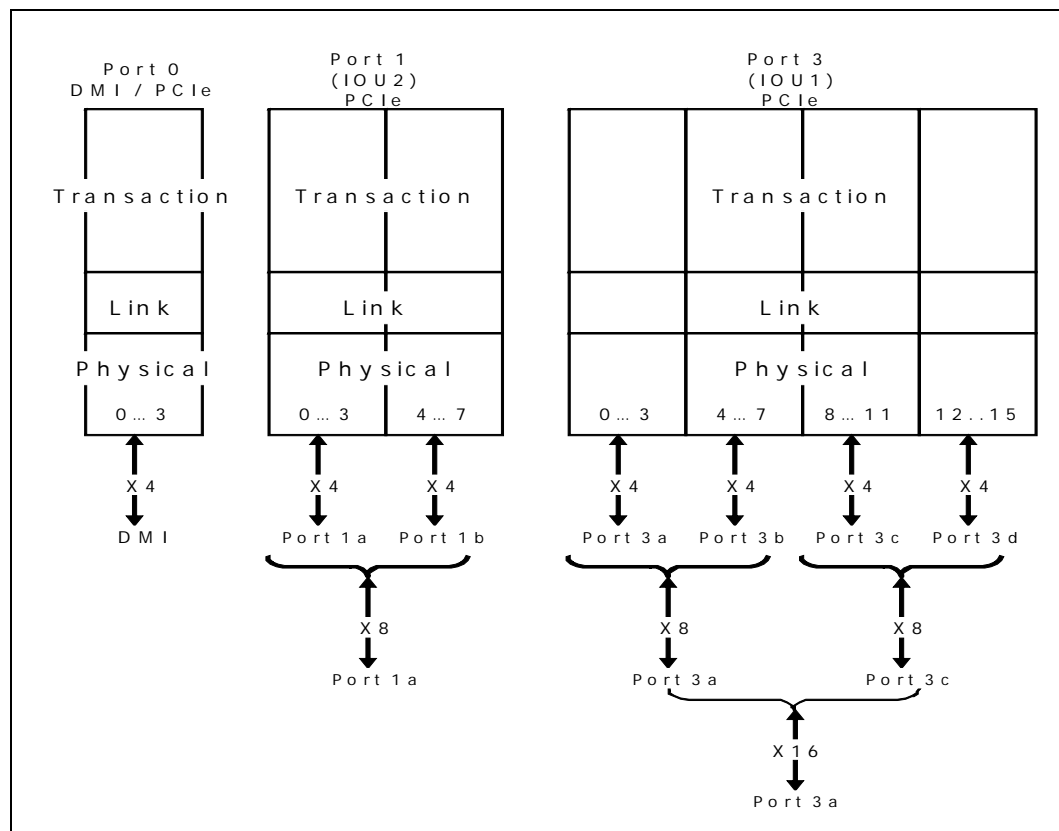 Port 0
DMI / PCIe
Port 1
(IOU2)
PCIe
Port 3
(IOU1)
PCIe
Transaction
Transaction
Transaction
Link
Link
Link
Physical
Physical
Physical
0...3
0...3
4...7
0...3
4...7
8...11
12..15
X4
X4
X4
X4
X4
X4
X4
DMI
Port 1a
Port 1b
Port 3a
Port 3b
Port 3c
Port 3d
X8
X8
X8
Port 1a
Port 3a
Port 3c
X16
Port 3a